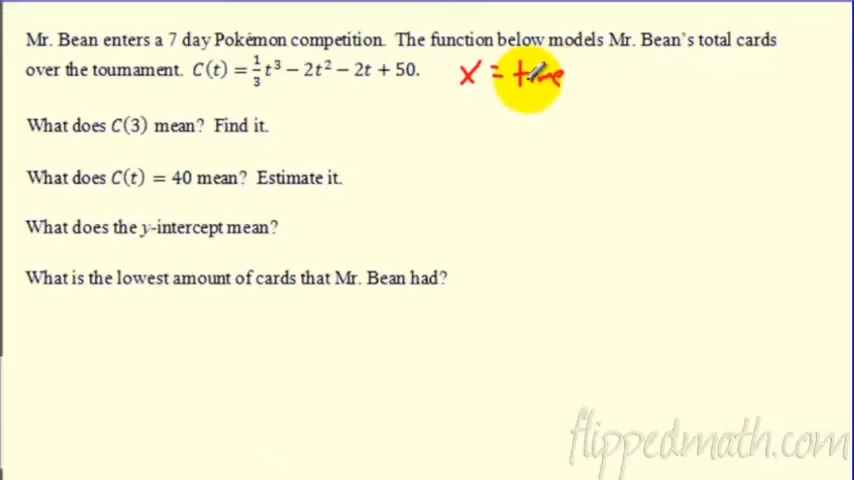 Mr. Bean enters a 7 day Pokémon competition. The function below models Mr. Bean's total cards
over the tournament. C(t) = 1/3 t³ − 2t² − 2t + 50. x = time
What does C(3) mean? Find it.
What does C(t) = 40 mean? Estimate it.
What does the y-intercept mean?
What is the lowest amount of cards that Mr. Bean had?
flippedmath.com